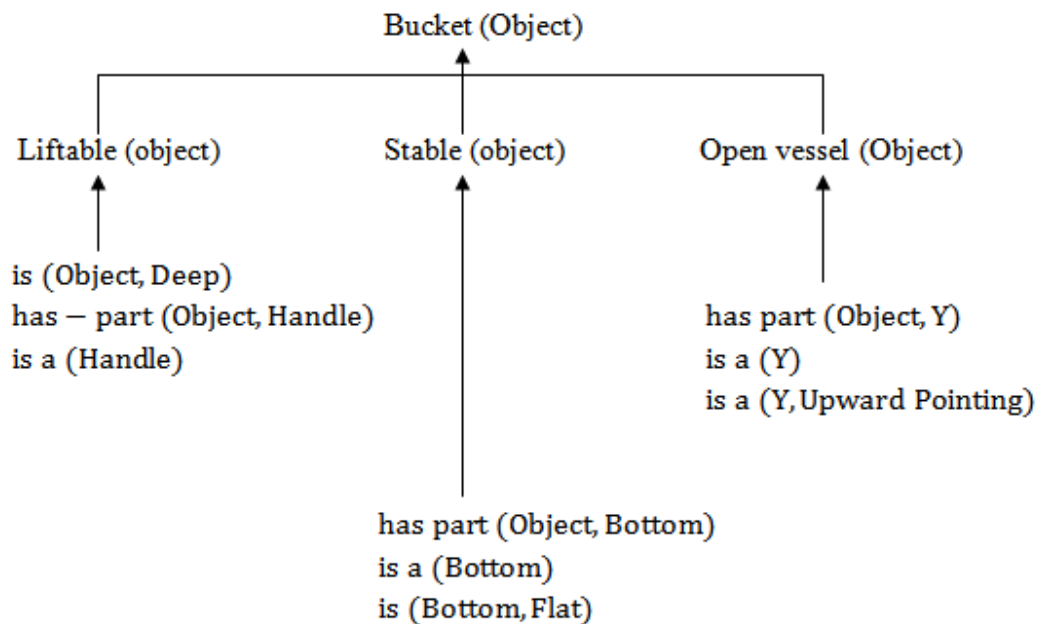 Bucket (Object)
Liftable (object)
Stable (object)
Open vessel (Object)
is (Object, Deep)
has − part (Object, Handle)
is a (Handle)
has part (Object, Y)
is a (Y)
is a (Y, Upward Pointing)
has part (Object, Bottom)
is a (Bottom)
is (Bottom, Flat)